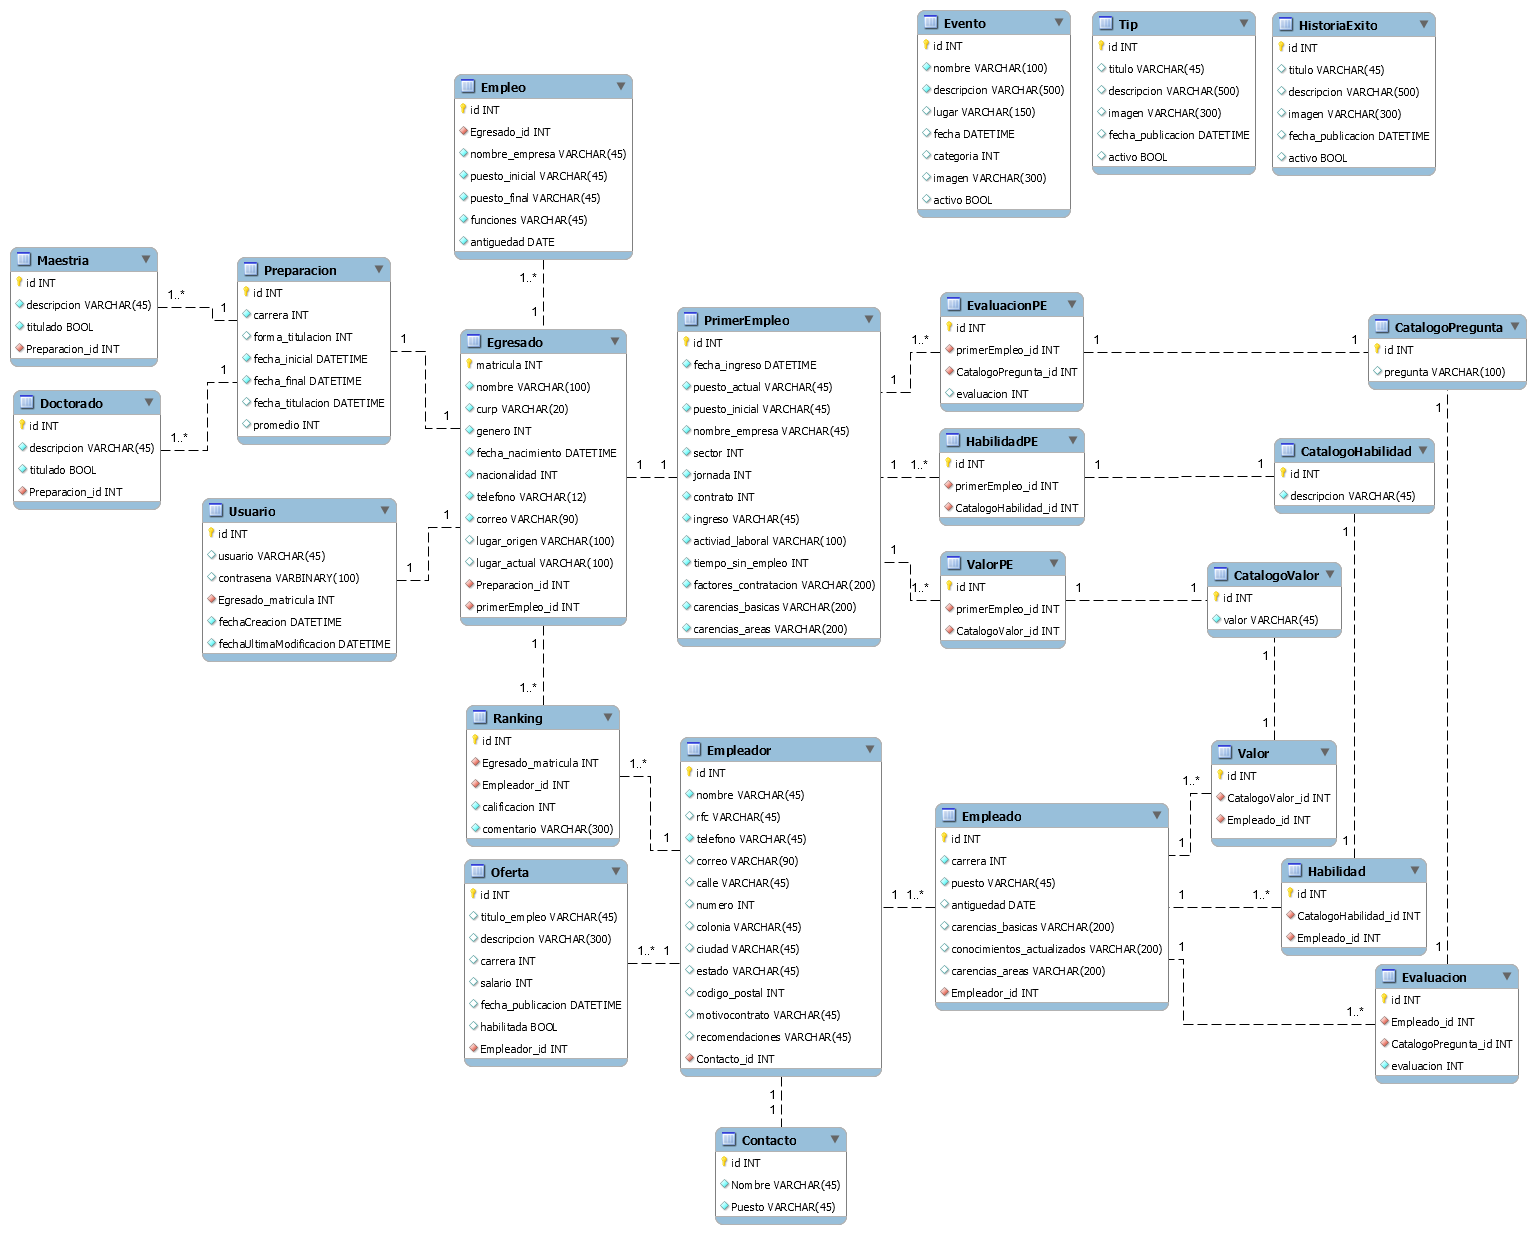 Evento
id INT
nombre VARCHAR(100)
descripcion VARCHAR(500)
lugar VARCHAR(150)
fecha DATETIME
categoria INT
imagen VARCHAR(300)
activo BOOL
Tip
id INT
titulo VARCHAR(45)
descripcion VARCHAR(500)
imagen VARCHAR(300)
fecha_publicacion DATETIME
activo BOOL
HistoriaExito
id INT
titulo VARCHAR(45)
descripcion VARCHAR(500)
imagen VARCHAR(300)
fecha_publicacion DATETIME
activo BOOL
Empleo
id INT
Egresado_id INT
nombre_empresa VARCHAR(45)
puesto_inicial VARCHAR(45)
puesto_final VARCHAR(45)
funciones VARCHAR(45)
antiguedad DATE
1..*
1
Maestria
id INT
descripcion VARCHAR(45)
titulado BOOL
Preparacion_id INT
1..*
1
Doctorado
id INT
descripcion VARCHAR(45)
titulado BOOL
Preparacion_id INT
1..*
1
Preparacion
id INT
carrera INT
forma_titulacion INT
fecha_inicial DATETIME
fecha_final DATETIME
fecha_titulacion DATETIME
promedio INT
1
1
Usuario
id INT
usuario VARCHAR(45)
contrasena VARBINARY(100)
Egresado_matricula INT
fechaCreacion DATETIME
fechaUltimaModificacion DATETIME
1
1
Egresado
matricula INT
nombre VARCHAR(100)
curp VARCHAR(20)
genero INT
fecha_nacimiento DATETIME
nacionalidad INT
telefono VARCHAR(12)
correo VARCHAR(90)
lugar_origen VARCHAR(100)
lugar_actual VARCHAR(100)
Preparacion_id INT
primerEmpleo_id INT
1
1
1
1..*
PrimerEmpleo
id INT
fecha_ingreso DATETIME
puesto_actual VARCHAR(45)
puesto_inicial VARCHAR(45)
nombre_empresa VARCHAR(45)
sector INT
jornada INT
contrato INT
ingreso VARCHAR(45)
activiad_laboral VARCHAR(100)
tiempo_sin_empleo INT
factores_contratacion VARCHAR(200)
carencias_basicas VARCHAR(200)
carencias_areas VARCHAR(200)
1..*
1
1
1..*
1
1..*
EvaluacionPE
id INT
primerEmpleo_id INT
CatalogoPregunta_id INT
evaluacion INT
1
1
CatalogoPregunta
id INT
pregunta VARCHAR(100)
1
1
HabilidadPE
id INT
primerEmpleo_id INT
CatalogoHabilidad_id INT
1
1
CatalogoHabilidad
id INT
descripcion VARCHAR(45)
1
1
ValorPE
id INT
primerEmpleo_id INT
CatalogoValor_id INT
1
1
CatalogoValor
id INT
valor VARCHAR(45)
1
1
Ranking
id INT
Egresado_matricula INT
Empleador_id INT
calificacion INT
comentario VARCHAR(300)
1..*
1
Oferta
id INT
titulo_empleo VARCHAR(45)
descripcion VARCHAR(300)
carrera INT
salario INT
fecha_publicacion DATETIME
habilitada BOOL
Empleador_id INT
1..*
1
Empleador
id INT
nombre VARCHAR(45)
rfc VARCHAR(45)
telefono VARCHAR(45)
correo VARCHAR(90)
calle VARCHAR(45)
numero INT
colonia VARCHAR(45)
ciudad VARCHAR(45)
estado VARCHAR(45)
codigo_postal INT
motivocontrato VARCHAR(45)
recomendaciones VARCHAR(45)
Contacto_id INT
1
1..*
1
1
Contacto
id INT
Nombre VARCHAR(45)
Puesto VARCHAR(45)
Empleado
id INT
carrera INT
puesto VARCHAR(45)
antiguedad DATE
carencias_basicas VARCHAR(200)
conocimientos_actualizados VARCHAR(200)
carencias_areas VARCHAR(200)
Empleador_id INT
1..*
1
1
1..*
1
1..*
Valor
id INT
CatalogoValor_id INT
Empleado_id INT
Habilidad
id INT
CatalogoHabilidad_id INT
Empleado_id INT
Evaluacion
id INT
Empleado_id INT
CatalogoPregunta_id INT
evaluacion INT